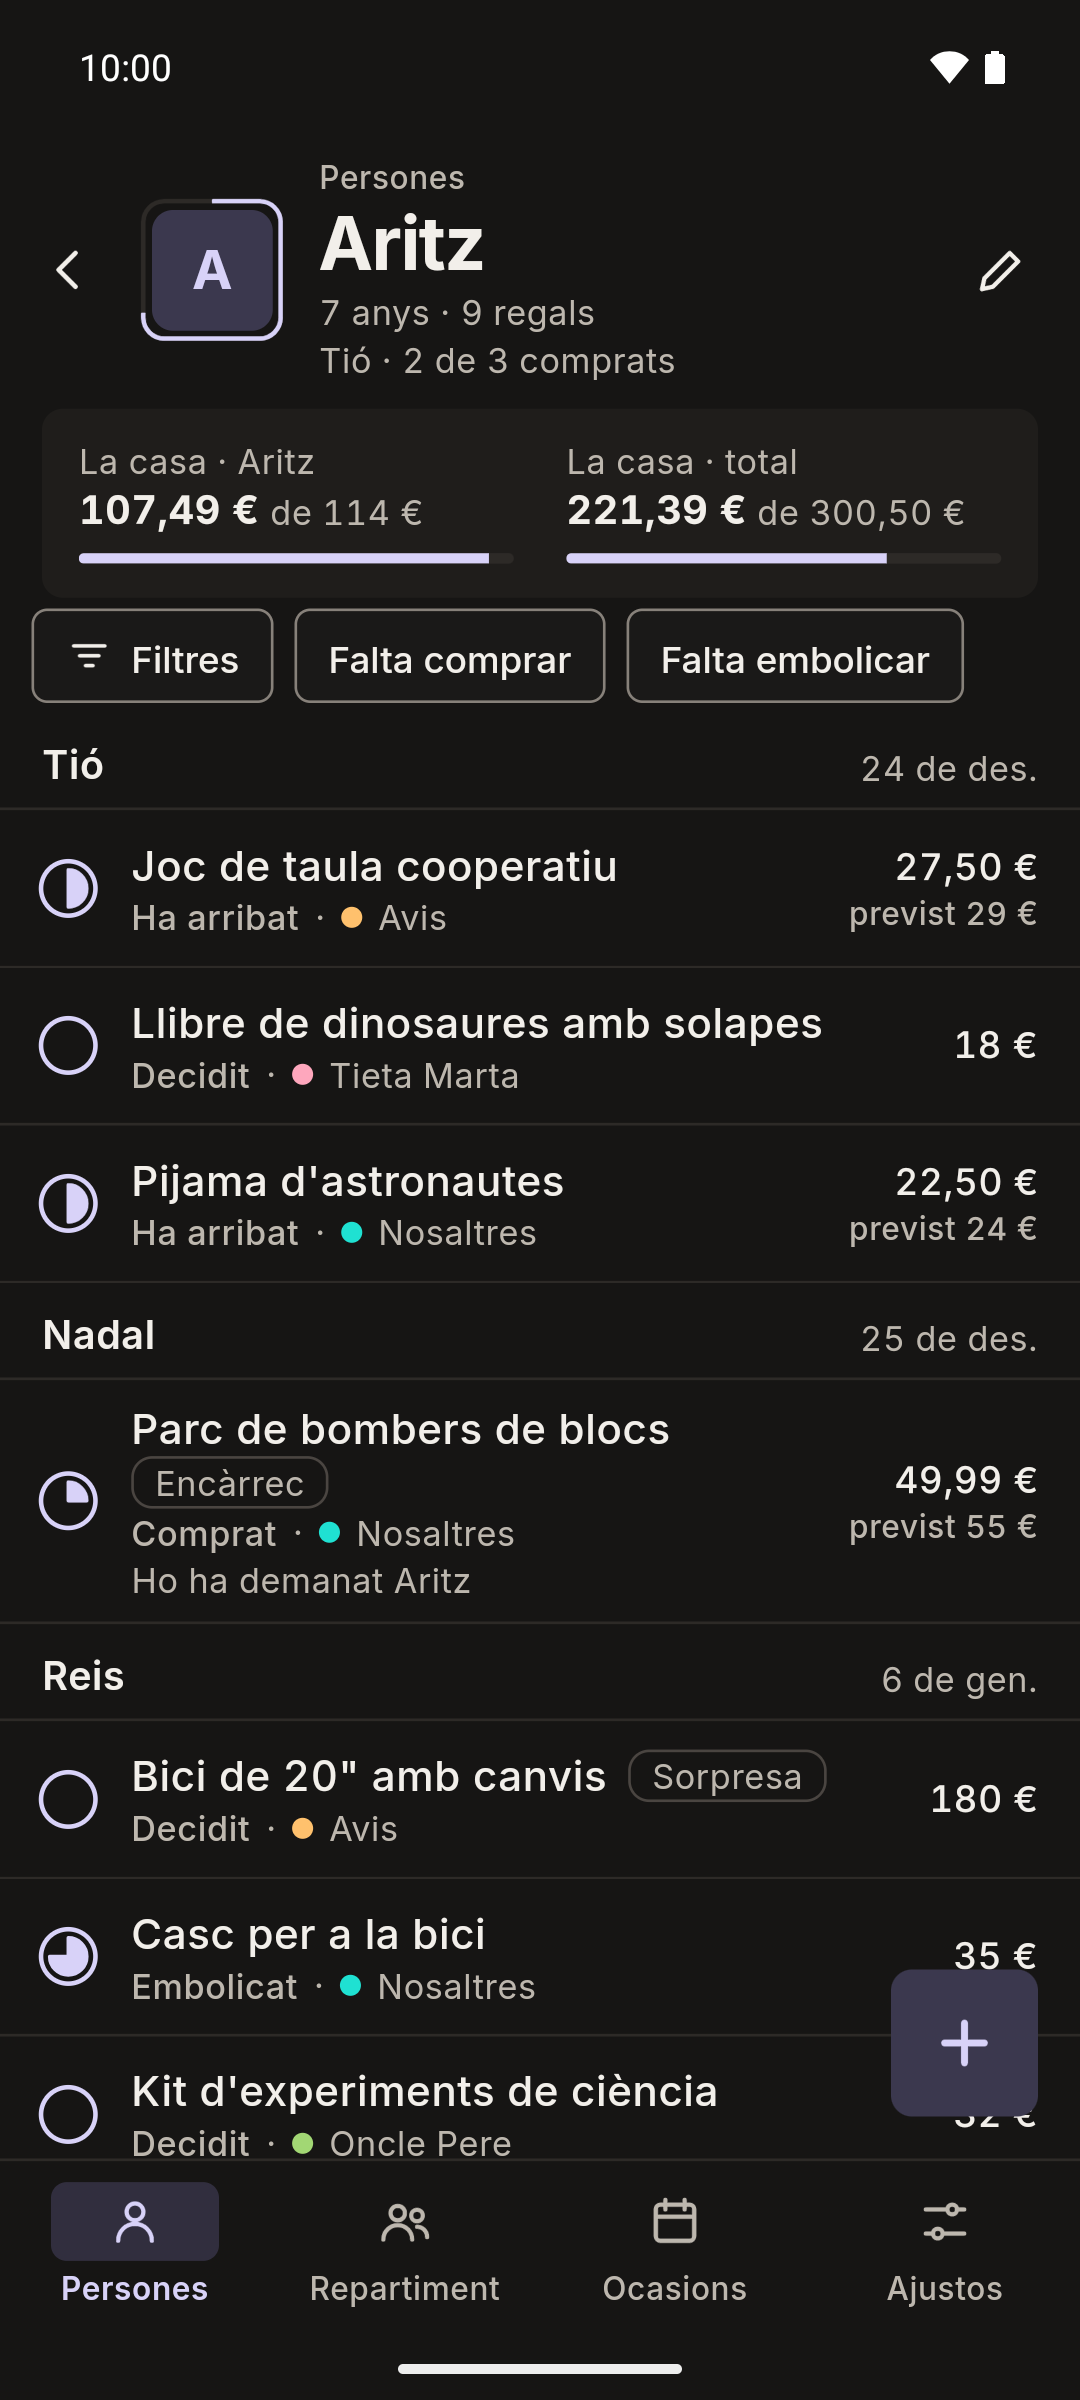 10:00
Persones
A
Aritz
7 anys · 9 regals
Tió · 2 de 3 comprats
La casa · Aritz
107,49 € de 114 €
La casa · total
221,39 € de 300,50 €
Filtres
Falta comprar
Falta embolicar
Tió
24 de des.
Joc de taula cooperatiu
27,50 €
Ha arribat · Avis
previst 29 €
Llibre de dinosaures amb solapes
18 €
Decidit · Tieta Marta
Pijama d'astronautes
22,50 €
Ha arribat · Nosaltres
previst 24 €
Nadal
25 de des.
Parc de bombers de blocs
Encàrrec
49,99 €
Comprat · Nosaltres
previst 55 €
Ho ha demanat Aritz
Reis
6 de gen.
Bici de 20" amb canvis
Sorpresa
180 €
Decidit · Avis
Casc per a la bici
35 €
Embolicat · Nosaltres
Kit d'experiments de ciència
Decidit · Oncle Pere
Persones
Repartiment
Ocasions
Ajustos